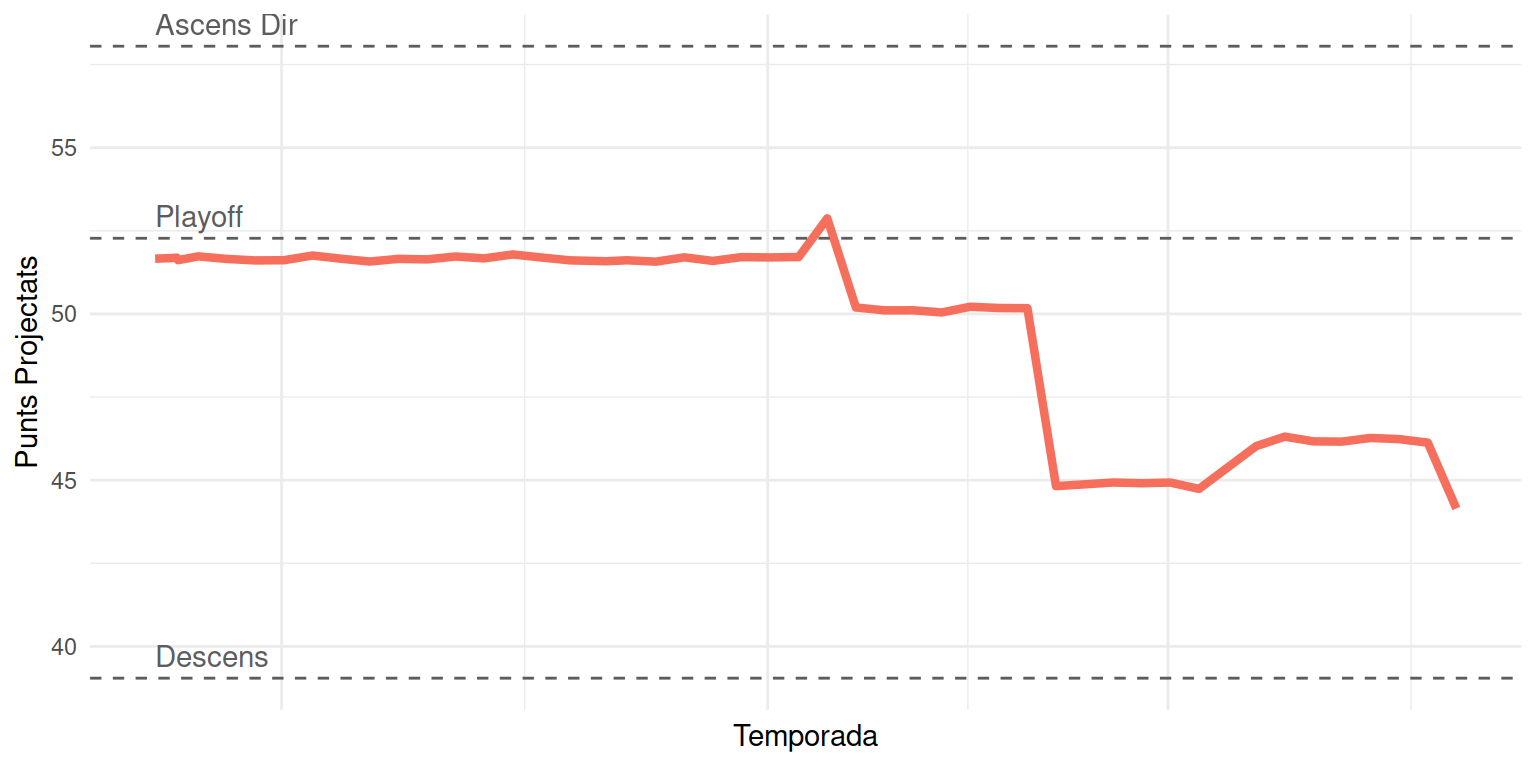 Ascens Dir
55
Playoff
50
45
40
Descens
Punts Projectats
Temporada